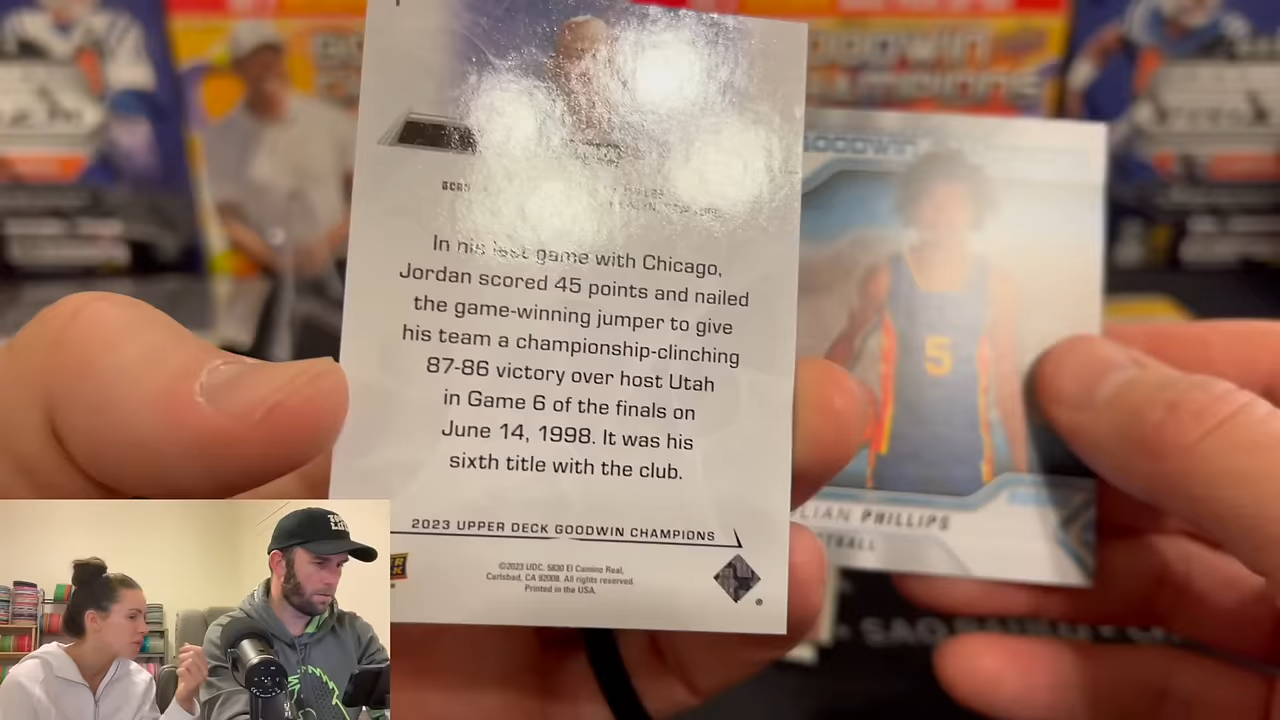 GOODWIN
GOODWIN
In his last game with Chicago,
Jordan scored 45 points and nailed
the game-winning jumper to give
his team a championship-clinching
87-86 victory over host Utah
in Game 6 of the finals on
June 14, 1998. It was his
sixth title with the club.
2023 UPPER DECK GOODWIN CHAMPIONS
©2023 UDC. 5830 El Camino Real,
Carlsbad, CA 92008. All rights reserved.
Printed in the USA.
5
PHILLIPS